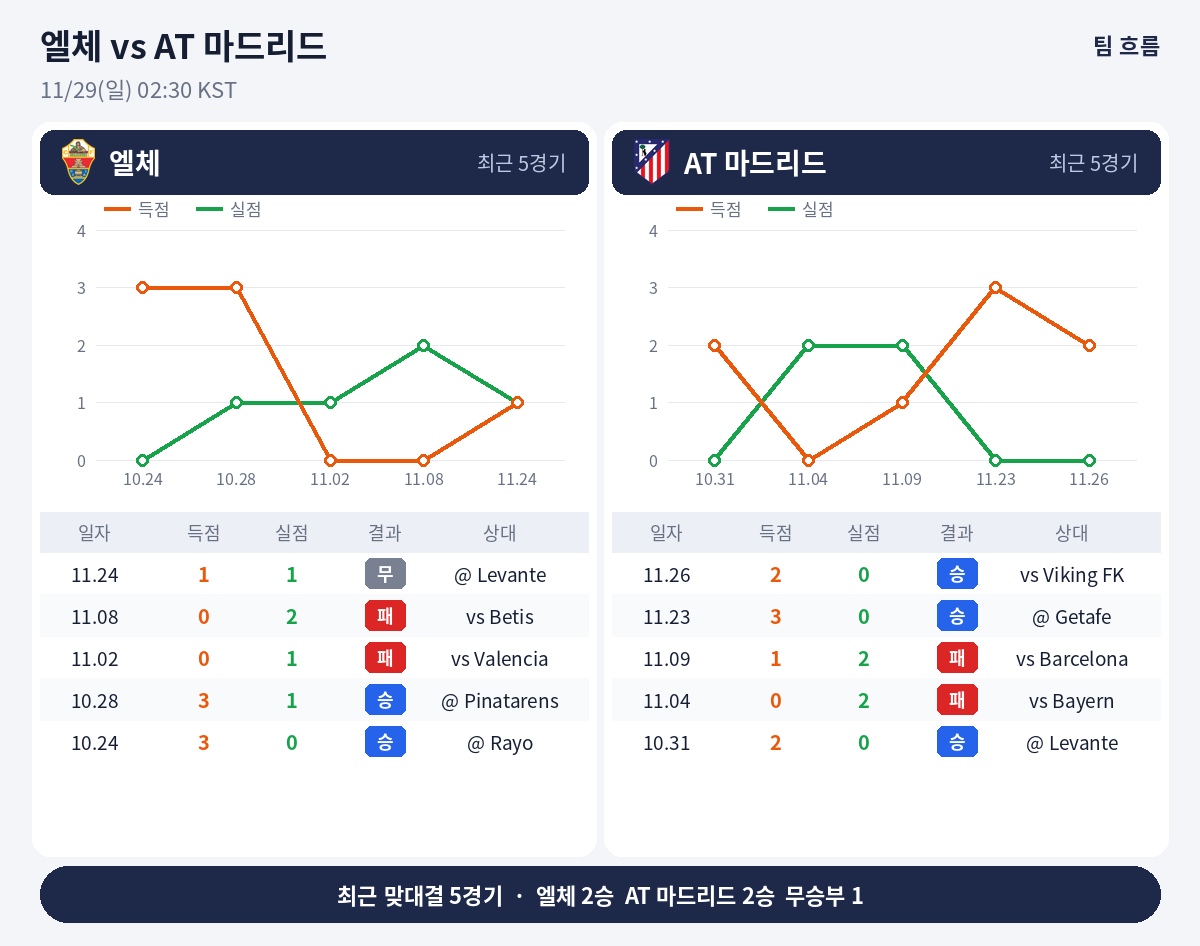 엘체 vs AT 마드리드
팀 흐름
11/29(일) 02:30 KST
엘체
최근 5경기
득점 실점
4
3
2
1
0
10.24 10.28 11.02 11.08 11.24
일자 득점 실점 결과 상대
11.24 1 1 무 @ Levante
11.08 0 2 패 vs Betis
11.02 0 1 패 vs Valencia
10.28 3 1 승 @ Pinatarens
10.24 3 0 승 @ Rayo
AT 마드리드
최근 5경기
득점 실점
4
3
2
1
0
10.31 11.04 11.09 11.23 11.26
일자 득점 실점 결과 상대
11.26 2 0 승 vs Viking FK
11.23 3 0 승 @ Getafe
11.09 1 2 패 vs Barcelona
11.04 0 2 패 vs Bayern
10.31 2 0 승 @ Levante
최근 맞대결 5경기 · 엘체 2승 AT 마드리드 2승 무승부 1